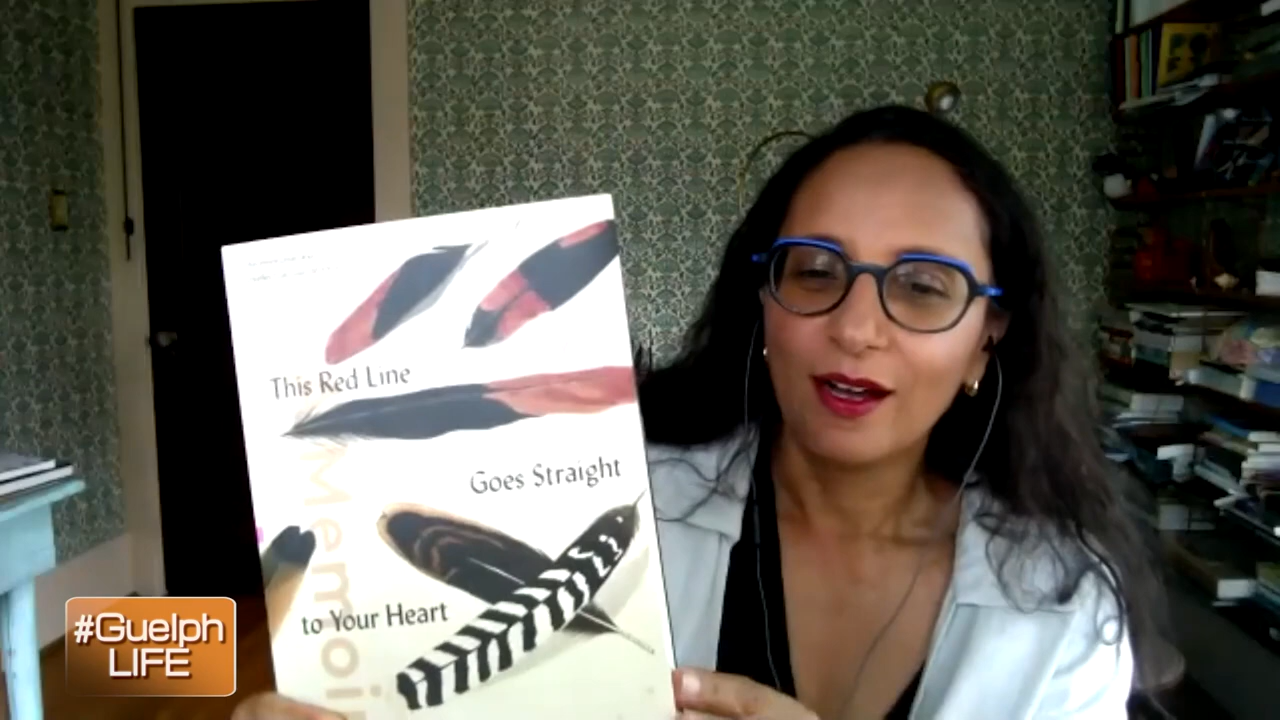 This Red Line
Goes Straight
to Your Heart
Memoir
#Guelph
LIFE